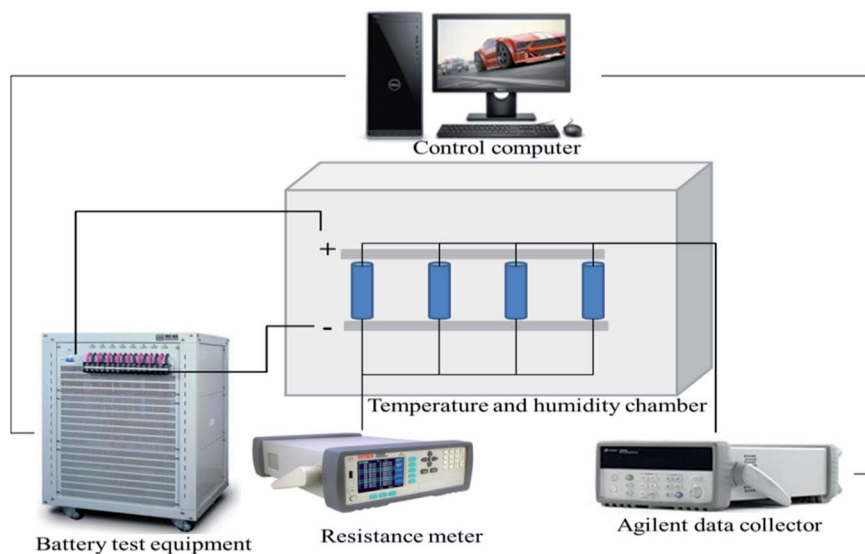 Control computer
+
-
Temperature and humidity chamber
Battery test equipment
Resistance meter
Agilent data collector